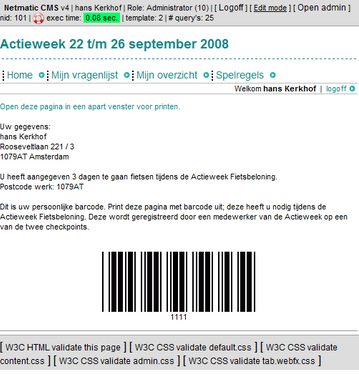 Netmatic CMS v4 | hans Kerkhof | Role: Administrator (10) | [ Logoff ] [ Edit mode ] [ Open admin ]
nid: 101 | exec time: 0.08 sec. | template: 2 | # query's: 25
Actieweek 22 t/m 26 september 2008
Home Mijn vragenlijst Mijn overzicht Spelregels
Welkom hans Kerkhof | logoff
Open deze pagina in een apart venster voor printen.
Uw gegevens:
hans Kerkhof
Rooseveltlaan 221 / 3
1079AT Amsterdam
U heeft aangegeven 3 dagen te gaan fietsen tijdens de Actieweek Fietsbeloning.
Postcode werk: 1079AT
Dit is uw persoonlijke barcode. Print deze pagina met barcode uit; deze heeft u nodig tijdens de
Actieweek Fietsbeloning. Deze wordt geregistreerd door een medewerker van de Actieweek op een
van de twee checkpoints.
1111
[ W3C HTML validate this page ] [ W3C CSS validate default.css ] [ W3C CSS validate
content.css ] [ W3C CSS validate admin.css ] [ W3C CSS validate tab.webfx.css ]